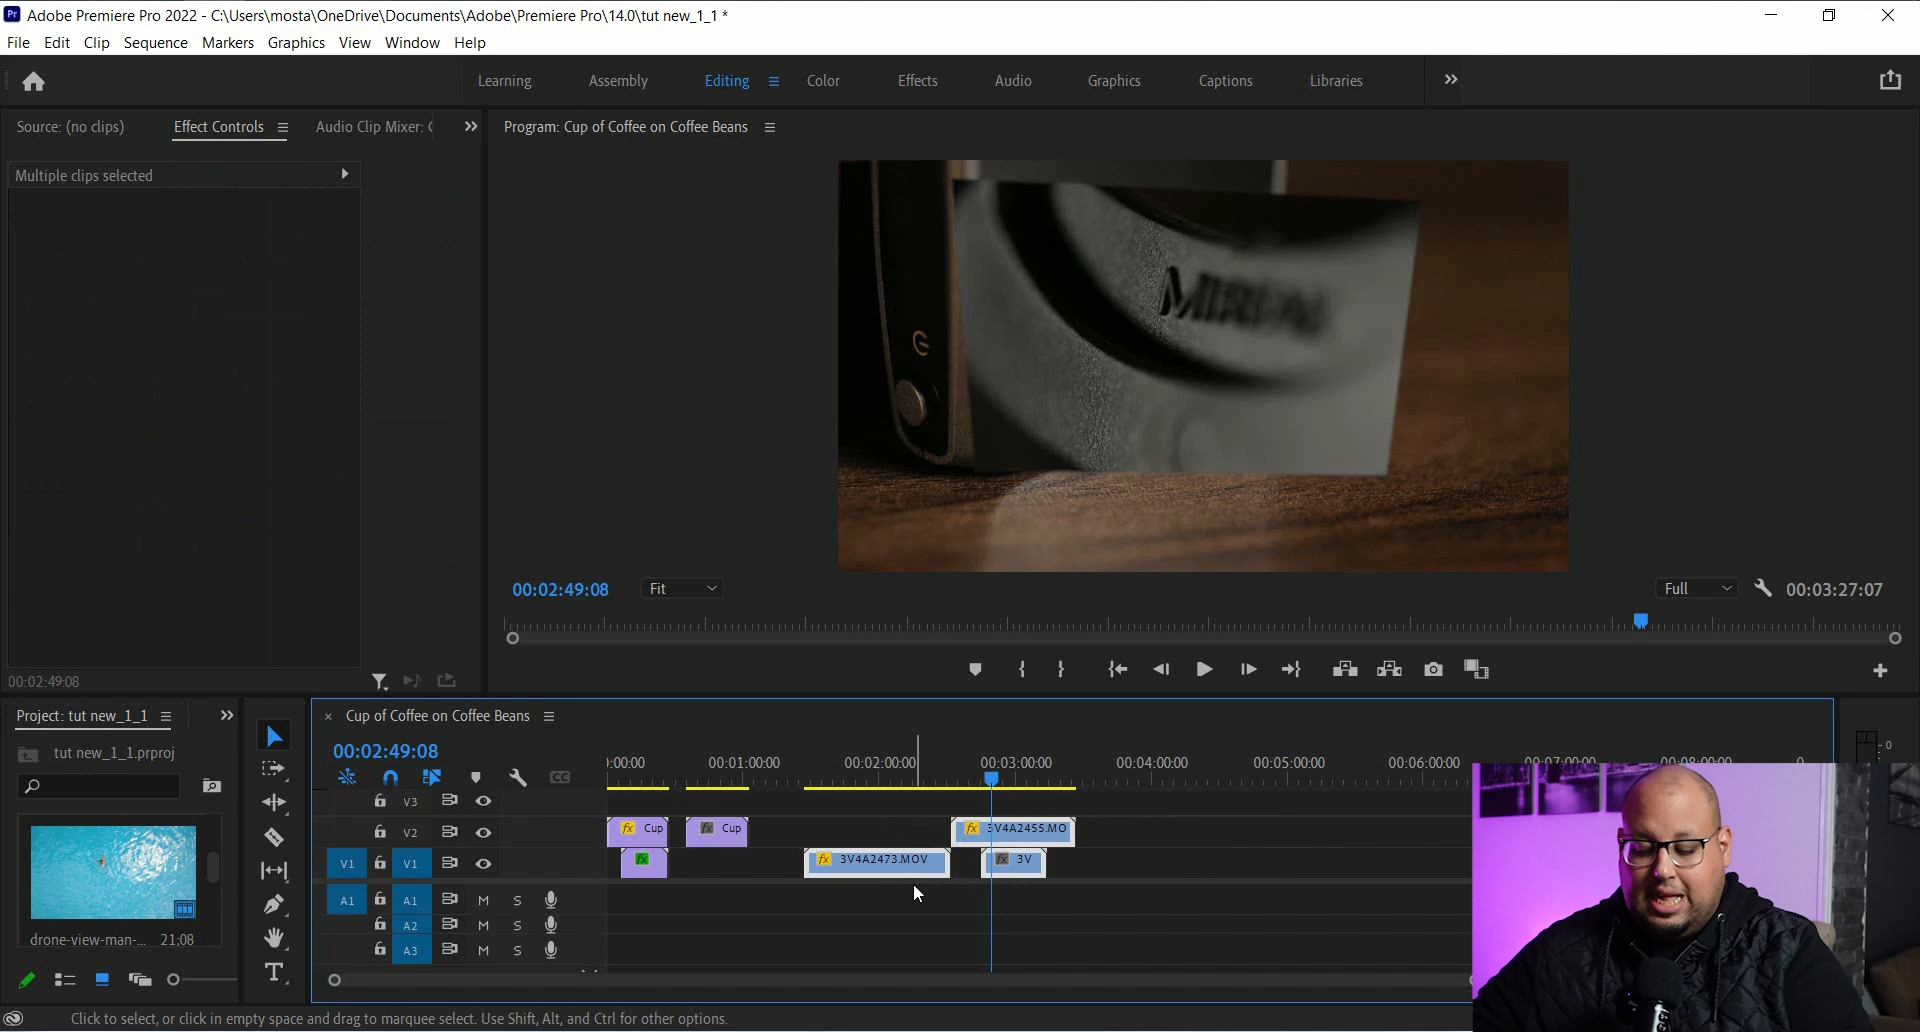 Adobe Premiere Pro 2022 - C:\Users\mosta\OneDrive\Documents\Adobe\Premiere Pro\14.0\tut new_1_1 *
File Edit Clip Sequence Markers Graphics View Window Help
Learning Assembly Editing Color Effects Audio Graphics Captions Libraries
Source: (no clips) Effect Controls Audio Clip Mixer: Program: Cup of Coffee on Coffee Beans
Multiple clips selected
00:02:49:08 Fit Full 00:03:27:07
00:02:49:08
Project: tut new_1_1 × Cup of Coffee on Coffee Beans
tut new_1_1.prproj 00:02:49:08
:00:00 00:01:00:00 00:02:00:00 00:03:00:00 00:04:00:00 00:05:00:00 00:06:00:00
V3
V2 fx Cup fx Cup fx 3V4A2455.MO
V1 V1 fx fx 3V4A2473.MOV fx 3V
A1 A1 M S
A2 M S
A3 M S
drone-view-man-... 21;08
Click to select, or click in empty space and drag to marquee select. Use Shift, Alt, and Ctrl for other options.